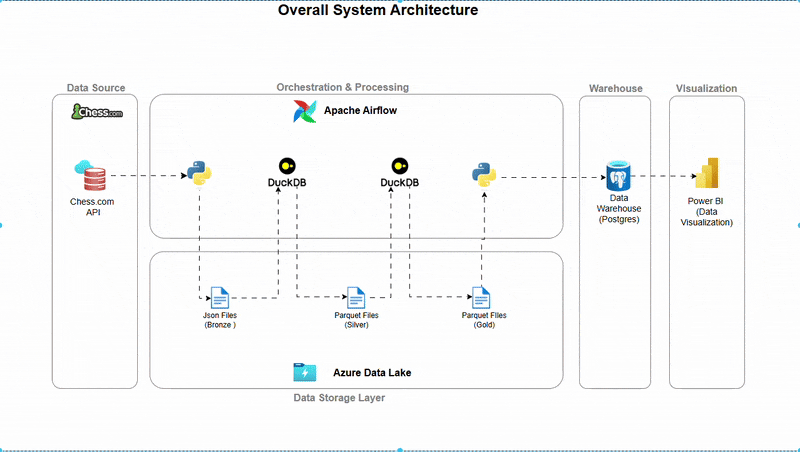 Overall System Architecture
Data Source
Orchestration & Processing
Warehouse
Visualization
Chess.com
Apache Airflow
DuckDB
DuckDB
Chess.com
API
Data
Warehouse
(Postgres)
Power BI
(Data
Visualization)
Json Files
(Bronze )
Parquet Files
(Silver)
Parquet Files
(Gold)
Azure Data Lake
Data Storage Layer